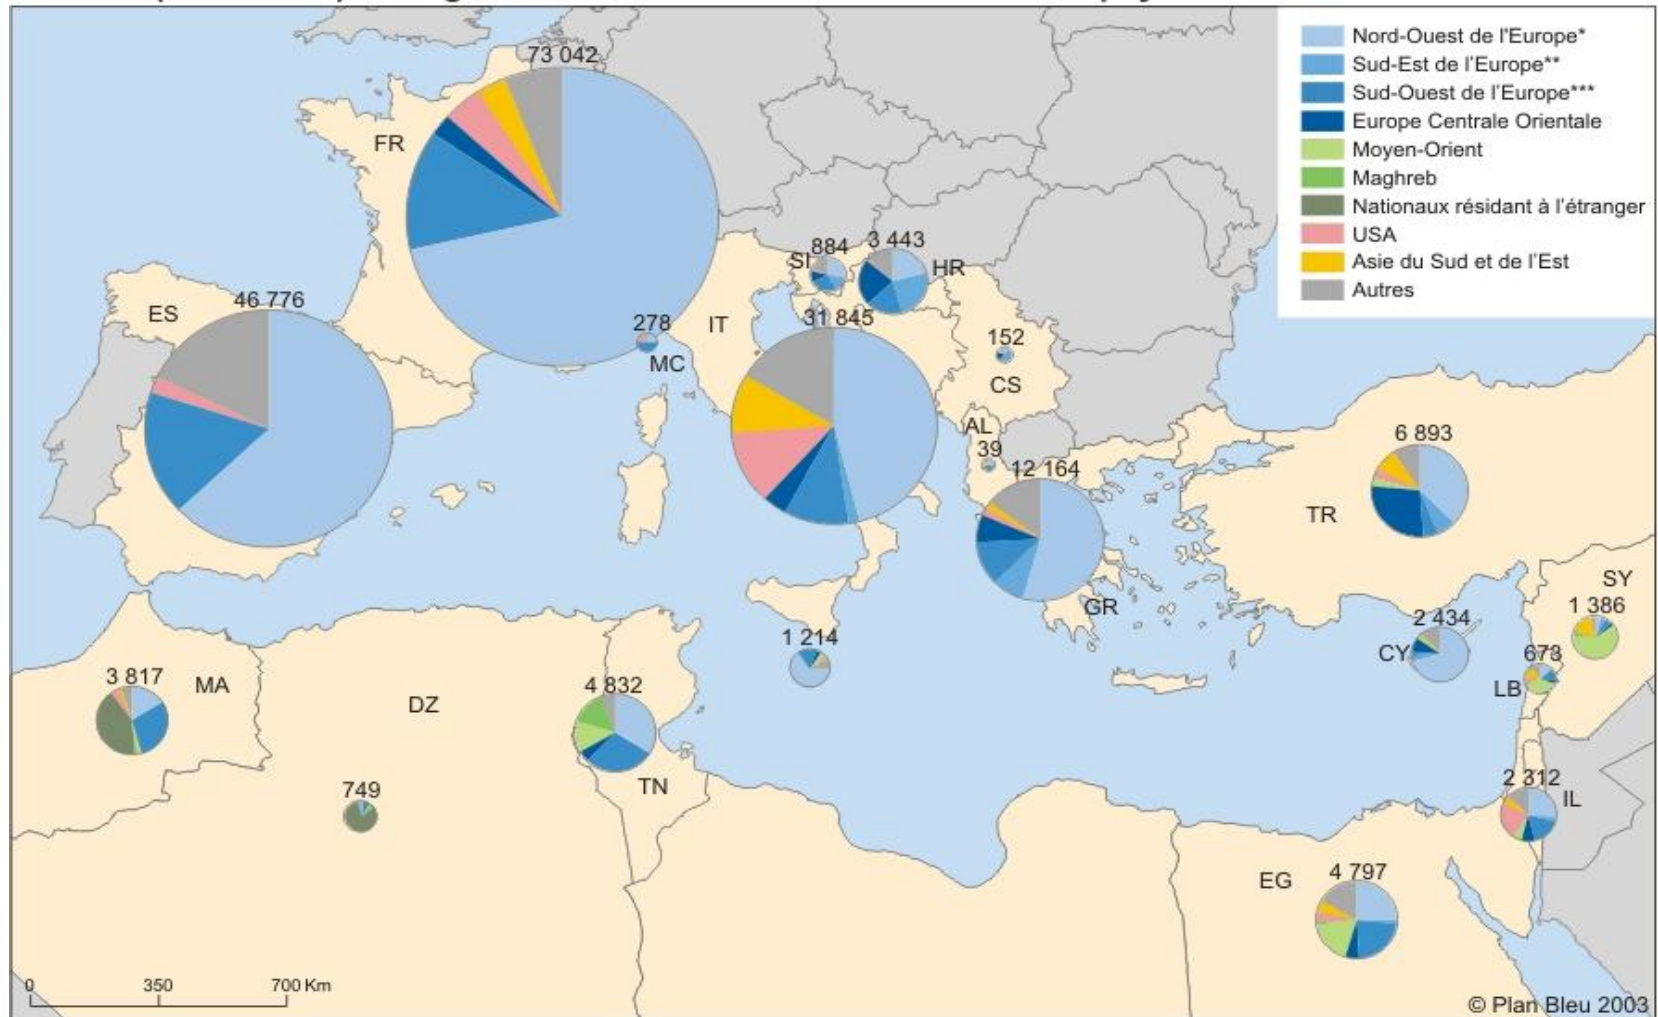 Nord-Ouest de l'Europe*
Sud-Est de l'Europe**
Sud-Ouest de l'Europe***
Europe Centrale Orientale
Moyen-Orient
Maghreb
Nationaux résidant à l'étranger
USA
Asie du Sud et de l'Est
Autres
73 042
FR
884
SI
3 443
HR
ES
46 776
278
MC
IT
31 845
152
CS
AL
39
12 164
GR
6 893
TR
SY
1 386
2 434
CY
673
LB
1 214
3 817
MA
DZ
4 832
TN
749
2 312
IL
EG
4 797
0 350 700 Km
© Plan Bleu 2003